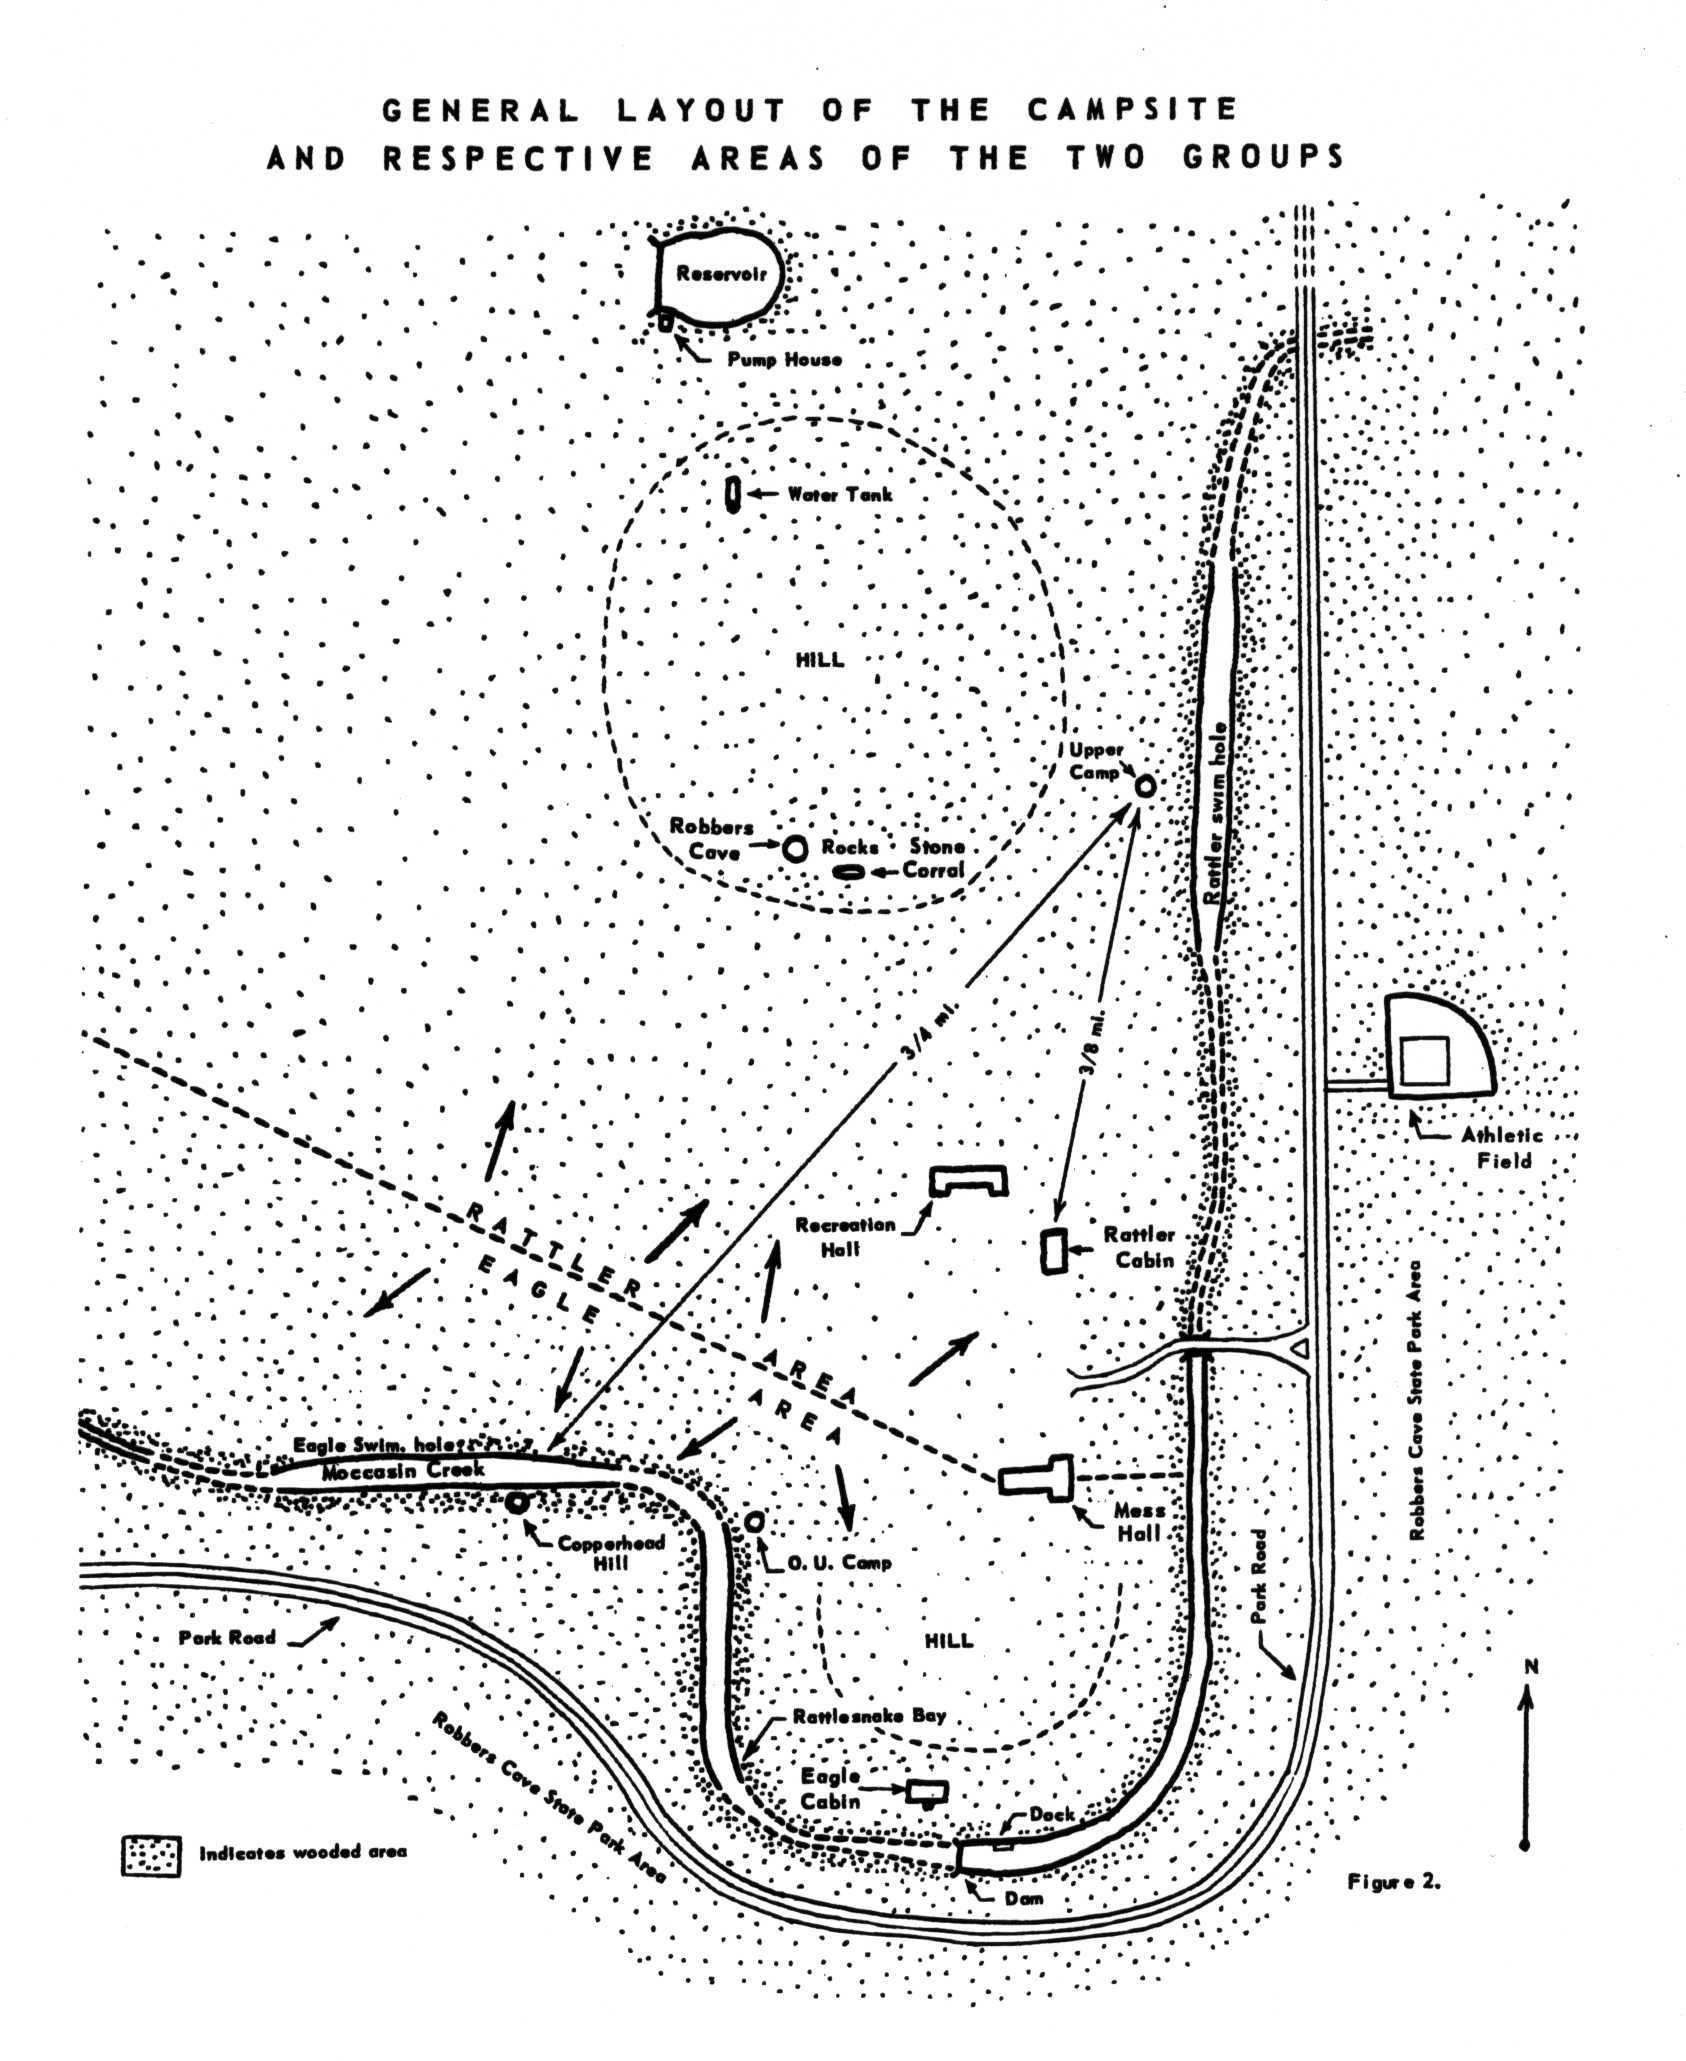 GENERAL LAYOUT OF THE CAMPSITE
AND RESPECTIVE AREAS OF THE TWO GROUPS
Reservoir
Pump House
Water Tank
HILL
Upper
Camp
Rattler swim hole
Robbers
Cave
Rocks
Stone
Corral
3/4 mi.
3/8 mi.
Athletic
Field
Recreation
Hall
Rattler
Cabin
RATTLER AREA
EAGLE AREA
Robbers Cave State Park Area
Eagle Swim. hole
Moccasin Creek
Mess
Hall
Copperhead
Hill
O. U. Camp
Park Road
Park Road
HILL
N
Rattlesnake Bay
Robbers Cave State Park Area
Eagle
Cabin
Dock
Indicates wooded area
Dam
Figure 2.